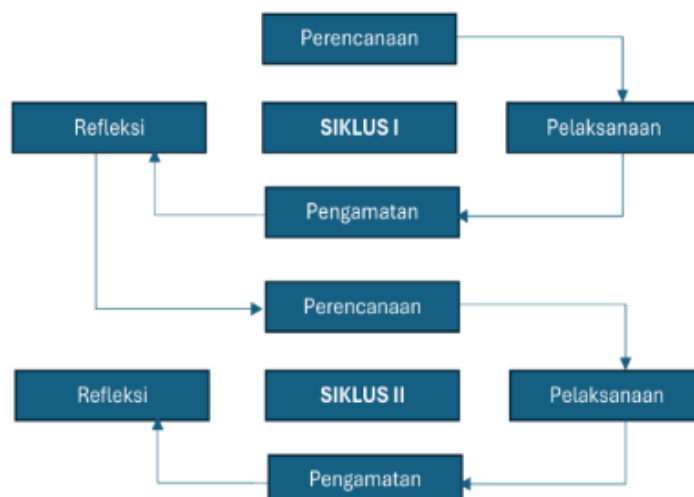 Perencanaan
Refleksi
SIKLUS I
Pelaksanaan
Pengamatan
Perencanaan
Refleksi
SIKLUS II
Pelaksanaan
Pengamatan